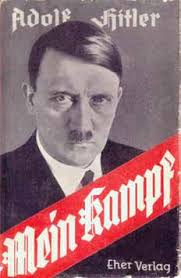 Adolf Hitler
Mein Kampf
Eher Verlag